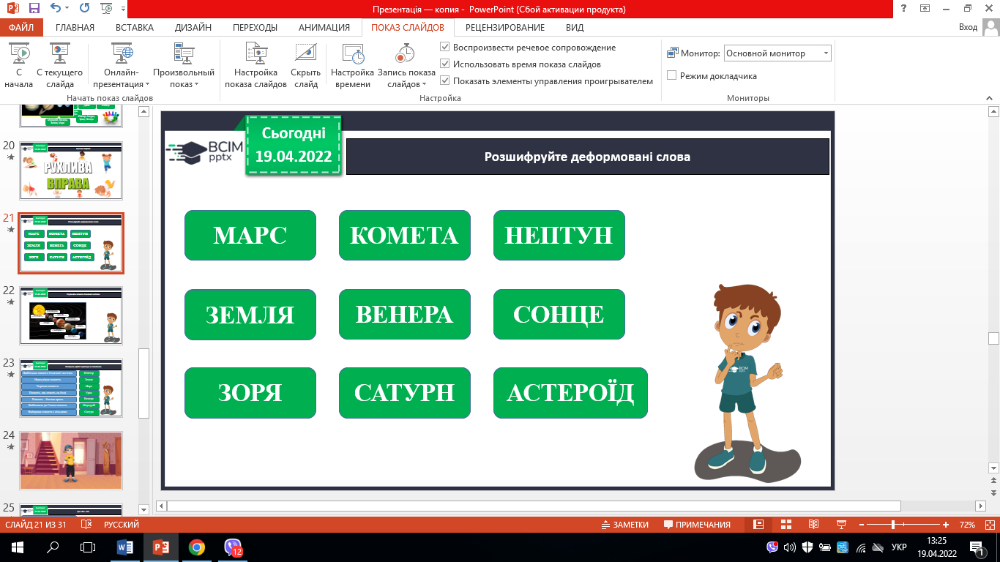 Презентація — копия - PowerPoint (Сбой активации продукта)
ФАЙЛ ГЛАВНАЯ ВСТАВКА ДИЗАЙН ПЕРЕХОДЫ АНИМАЦИЯ ПОКАЗ СЛАЙДОВ РЕЦЕНЗИРОВАНИЕ ВИД Вход
С начала
С текущего слайда
Онлайн-презентация
Произвольный показ
Настройка показа слайдов
Скрыть слайд
Настройка времени
Запись показа слайдов
Воспроизвести речевое сопровождение
Использовать время показа слайдов
Показать элементы управления проигрывателем
Монитор: Основной монитор
Режим докладчика
Начать показ слайдов Настройка Мониторы
20
РУХЛИВА
ВПРАВА
21
22
23
24
25
Сьогодні
19.04.2022
ВСІМ
pptx
Розшифруйте деформовані слова
МАРС КОМЕТА НЕПТУН
ЗЕМЛЯ ВЕНЕРА СОНЦЕ
ЗОРЯ САТУРН АСТЕРОЇД
ВСІМ
pptx
СЛАЙД 21 ИЗ 31 РУССКИЙ ЗАМЕТКИ ПРИМЕЧАНИЯ 72%
12 УКР 13:25
19.04.2022 1